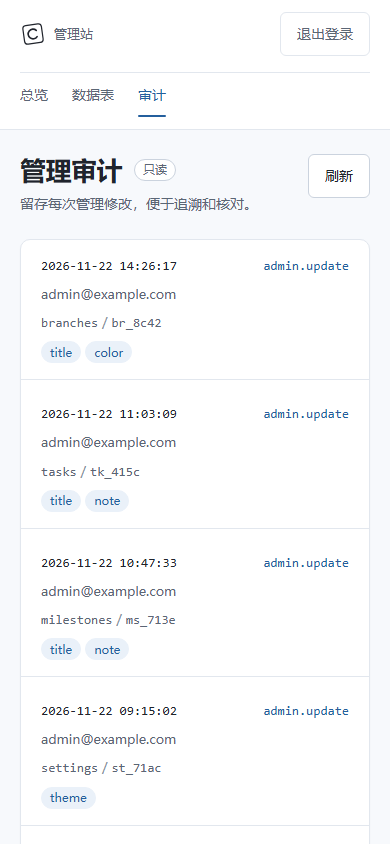 管理站
退出登录
总览 数据表 审计
管理审计 只读
刷新
留存每次管理修改，便于追溯和核对。
2026-11-22 14:26:17 admin.update
admin@example.com
branches / br_8c42
title color
2026-11-22 11:03:09 admin.update
admin@example.com
tasks / tk_415c
title note
2026-11-22 10:47:33 admin.update
admin@example.com
milestones / ms_713e
title note
2026-11-22 09:15:02 admin.update
admin@example.com
settings / st_71ac
theme